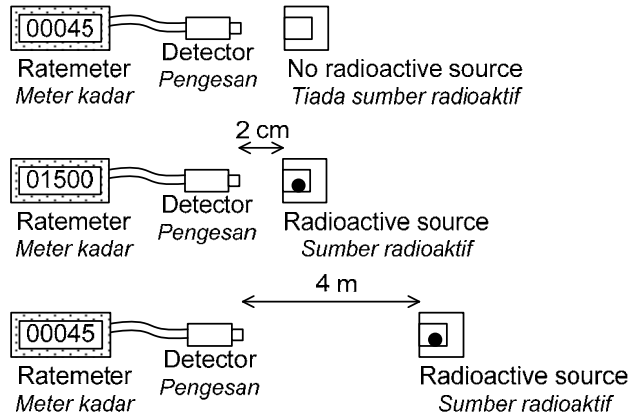 00045
Detector
Pengesan
Ratemeter
Meter kadar
No radioactive source
Tiada sumber radioaktif
2 cm
01500
Detector
Pengesan
Ratemeter
Meter kadar
Radioactive source
Sumber radioaktif
4 m
00045
Detector
Pengesan
Ratemeter
Meter kadar
Radioactive source
Sumber radioaktif